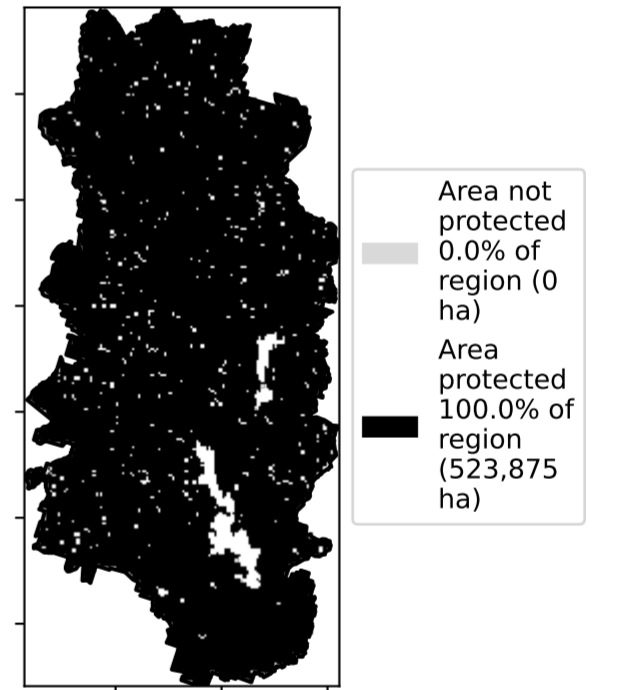 Area not
protected
0.0% of
region (0
ha)
Area
protected
100.0% of
region
(523,875
ha)